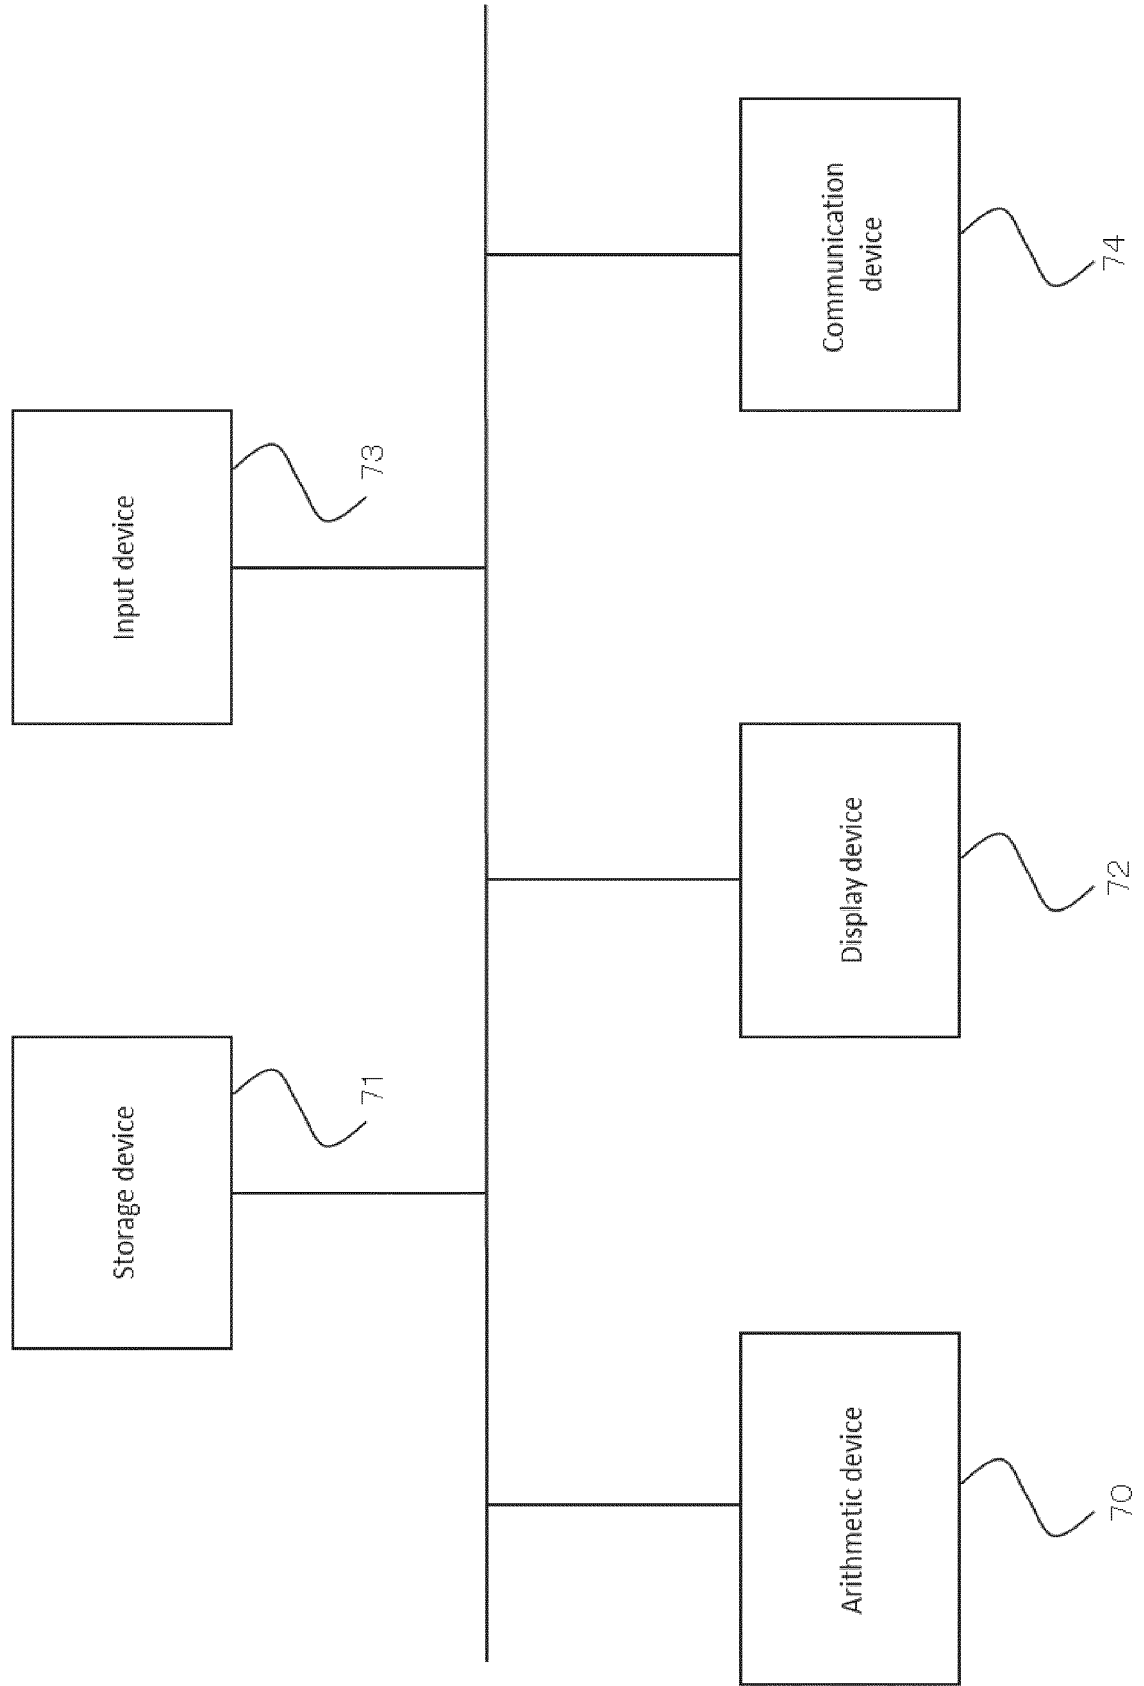 Storage device
71
Input device
73
Arithmetic device
70
Display device
72
Communication
device
74